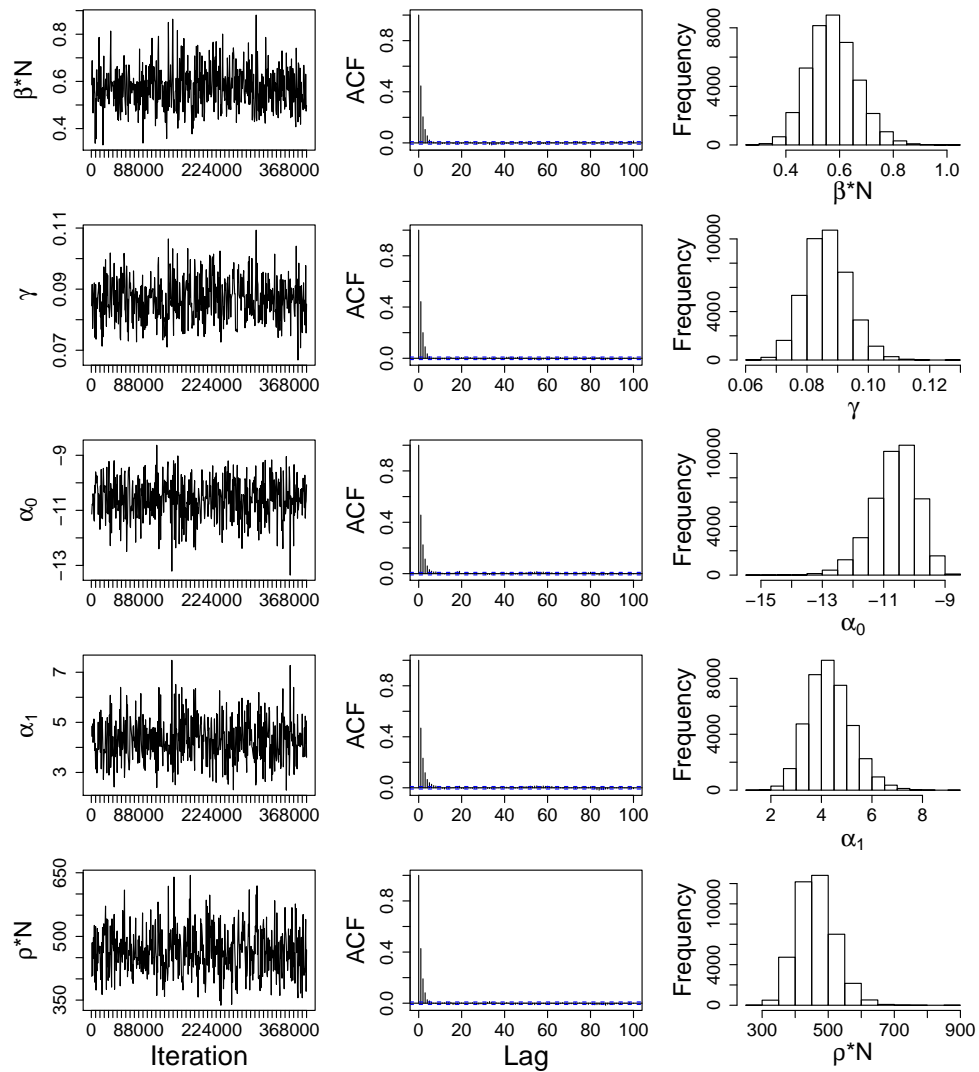 β*N
0.4 0.6 0.8
0 88000 224000 368000
ACF
0.0 0.4 0.8
0 20 40 60 80 100
Frequency
0 4000 8000
0.4 0.6 0.8 1.0
β*N
γ
0.07 0.09 0.11
0 88000 224000 368000
ACF
0.0 0.4 0.8
0 20 40 60 80 100
Frequency
0 4000 10000
0.06 0.08 0.10 0.12
γ
α₀
−13 −11 −9
0 88000 224000 368000
ACF
0.0 0.4 0.8
0 20 40 60 80 100
Frequency
0 4000 10000
−15 −13 −11 −9
α₀
α₁
3 5 7
0 88000 224000 368000
ACF
0.0 0.4 0.8
0 20 40 60 80 100
Frequency
0 4000 8000
2 4 6 8
α₁
ρ*N
350 500 650
0 88000 224000 368000
Iteration
ACF
0.0 0.4 0.8
0 20 40 60 80 100
Lag
Frequency
0 4000 10000
300 500 700 900
ρ*N